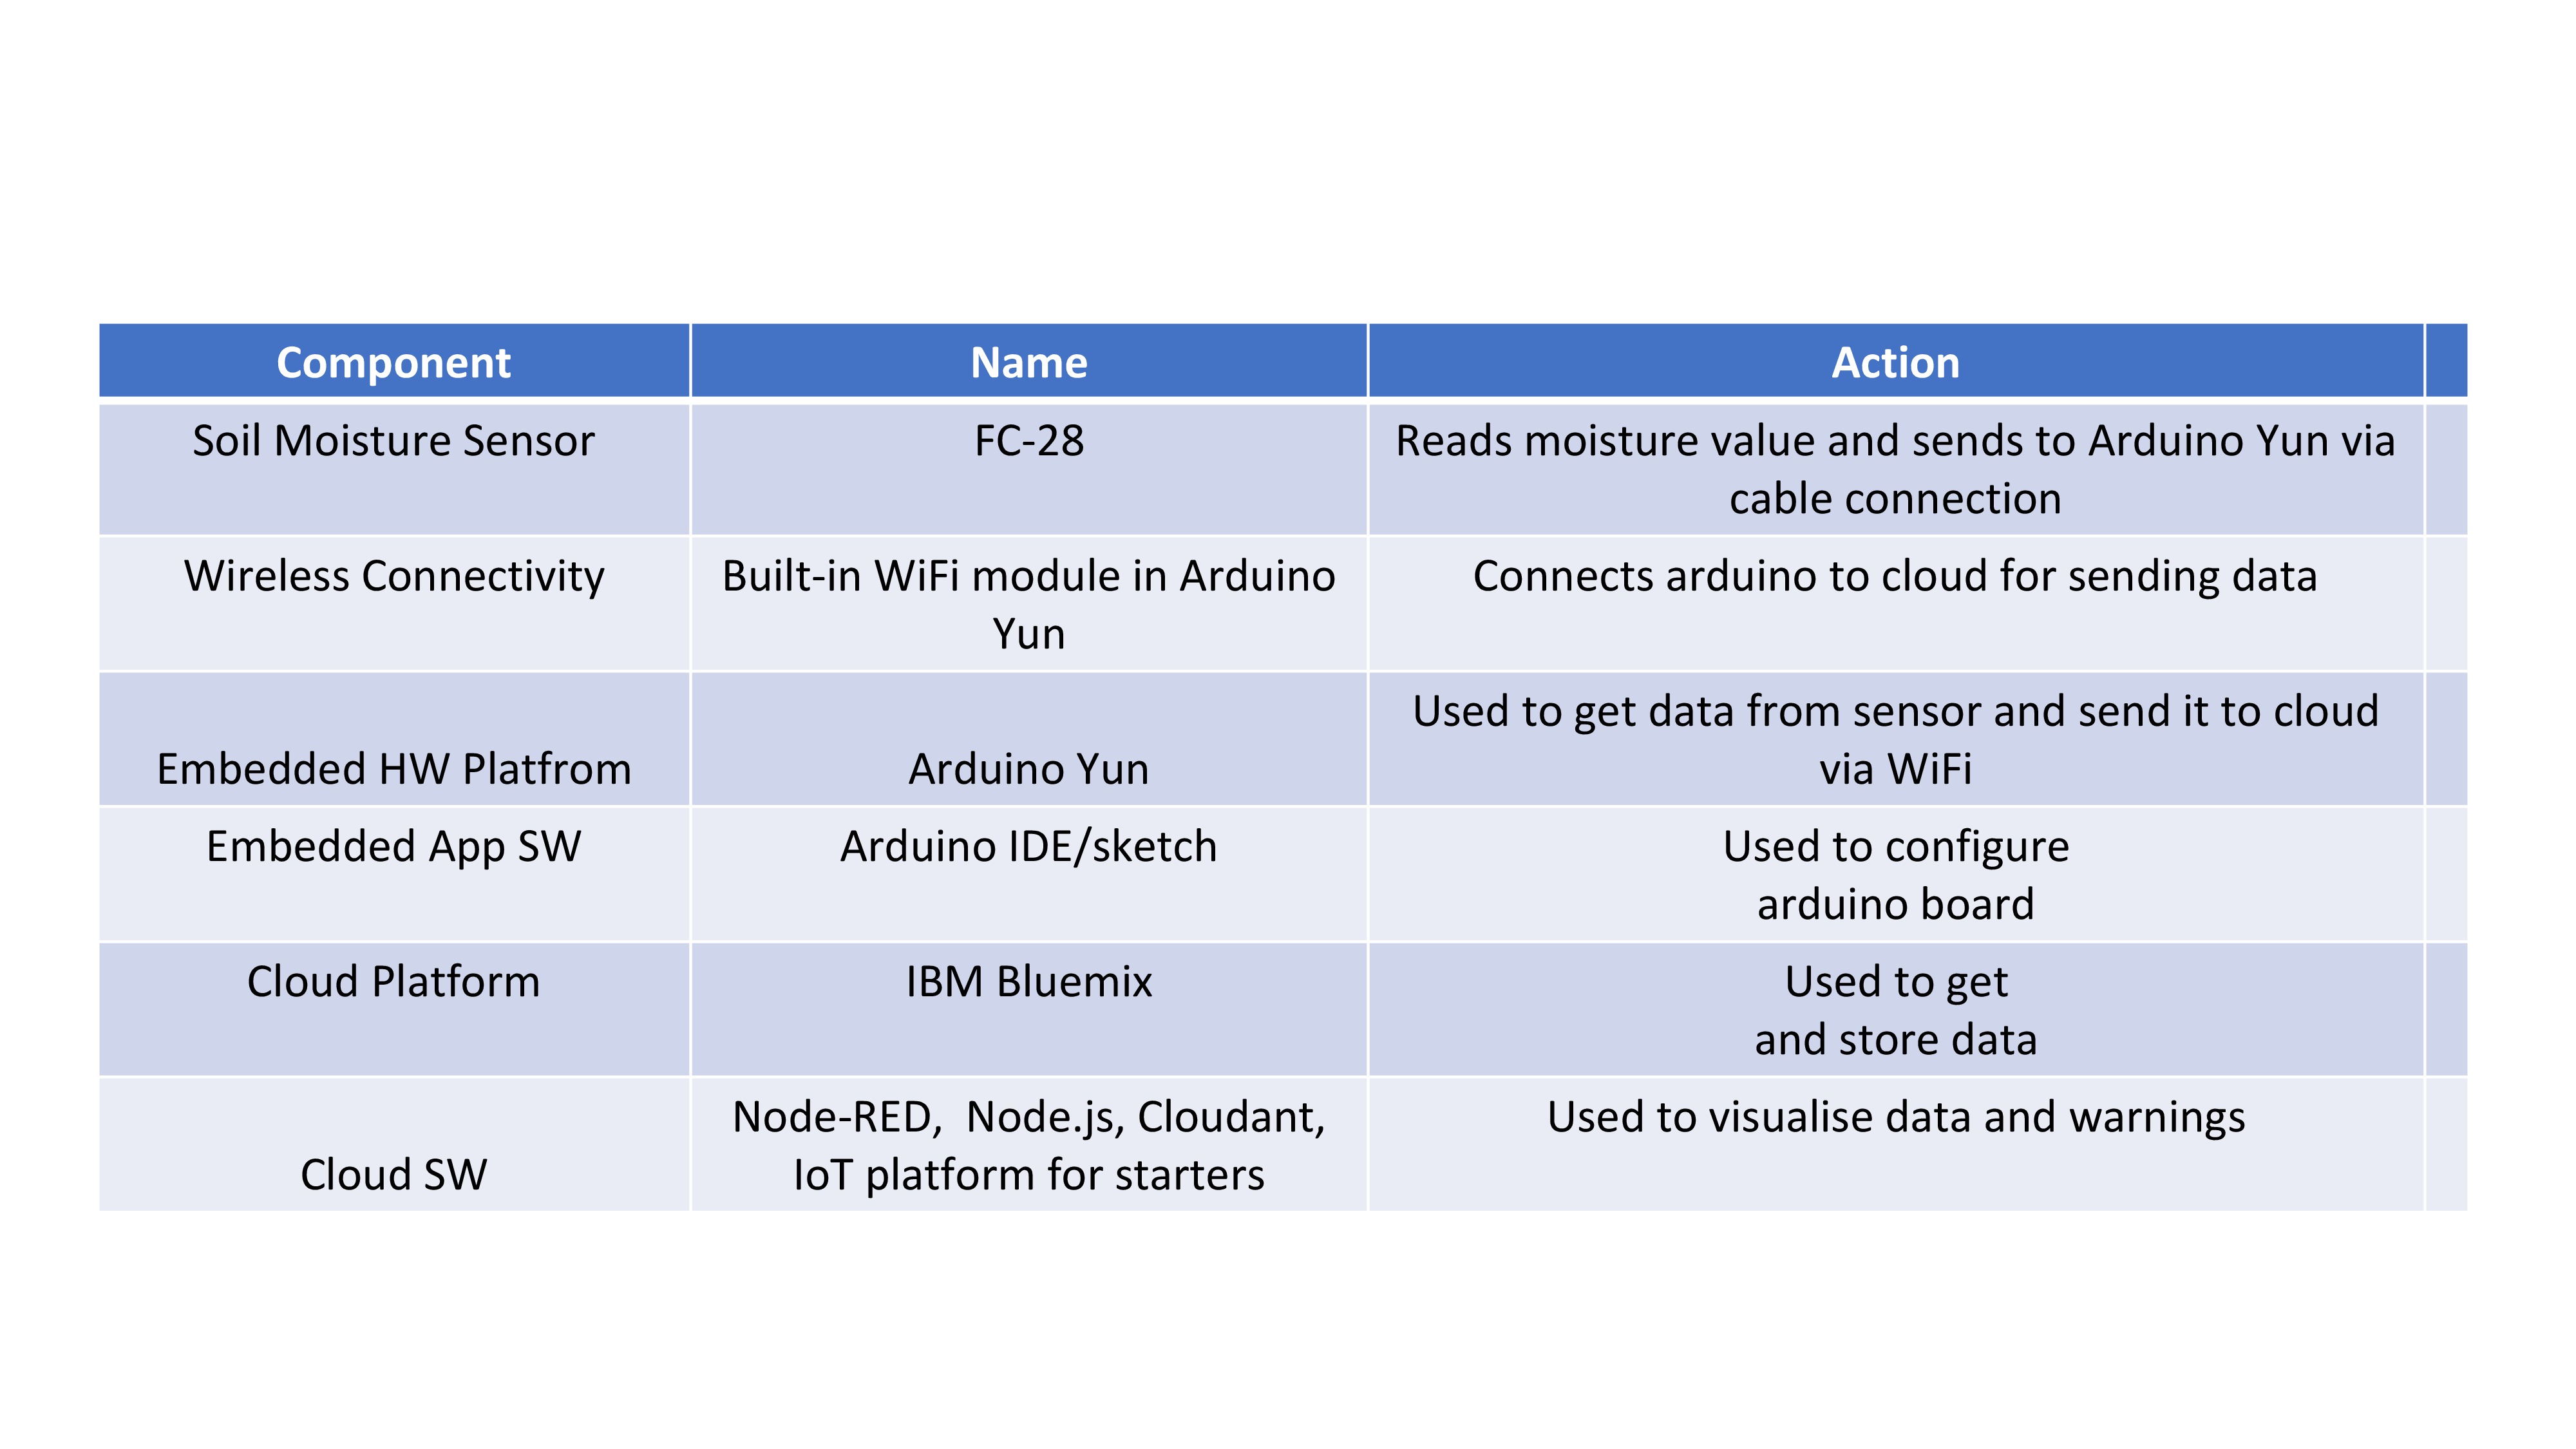 Component Name Action
Soil Moisture Sensor FC-28 Reads moisture value and sends to Arduino Yun via
cable connection
Wireless Connectivity Built-in WiFi module in Arduino Connects arduino to cloud for sending data
Yun
Used to get data from sensor and send it to cloud
Embedded HW Platfrom Arduino Yun via WiFi
Embedded App SW Arduino IDE/sketch Used to configure
arduino board
Cloud Platform IBM Bluemix Used to get
and store data
Node-RED,  Node.js, Cloudant, Used to visualise data and warnings
Cloud SW IoT platform for starters